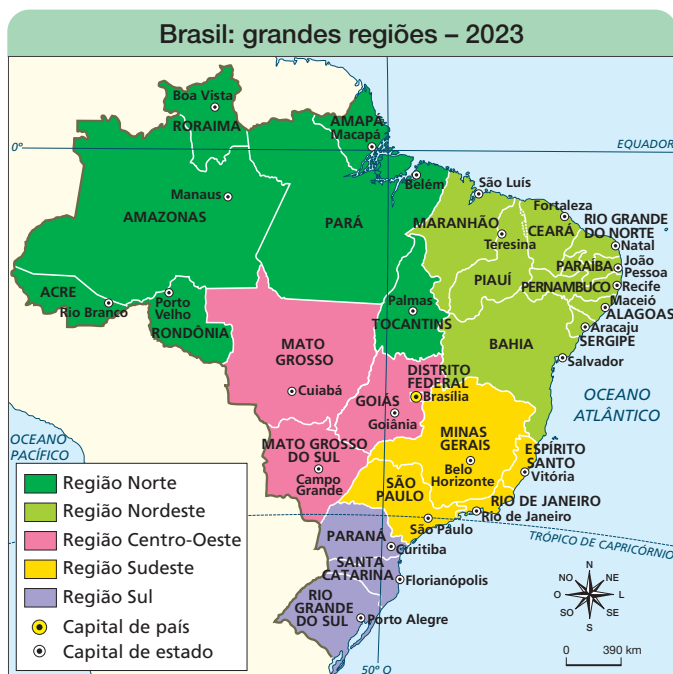 Brasil: grandes regiões – 2023
Boa Vista
RORAIMA
AMAPÁ
Macapá
0°
EQUADOR
Belém
São Luís
Manaus
AMAZONAS
PARÁ
MARANHÃO
Teresina
Fortaleza
CEARÁ
RIO GRANDE
DO NORTE
Natal
PARAÍBA
João
Pessoa
PIAUÍ
PERNAMBUCO
Recife
ACRE
Rio Branco
Porto
Velho
RONDÔNIA
Palmas
TOCANTINS
Maceió
ALAGOAS
Aracaju
SERGIPE
MATO
GROSSO
BAHIA
Salvador
Cuiabá
DISTRITO
FEDERAL
Brasília
GOIÁS
Goiânia
OCEANO
ATLÂNTICO
OCEANO
PACÍFICO
MATO GROSSO
DO SUL
Campo
Grande
MINAS
GERAIS
Belo
Horizonte
ESPÍRITO
SANTO
Vitória
SÃO
PAULO
São Paulo
RIO DE JANEIRO
Rio de Janeiro
TRÓPICO DE CAPRICÓRNIO
PARANÁ
Curitiba
SANTA
CATARINA
Florianópolis
RIO
GRANDE
DO SUL
Porto Alegre
50° O
Região Norte
Região Nordeste
Região Centro-Oeste
Região Sudeste
Região Sul
Capital de país
Capital de estado
N
NO
NE
O
L
SO
SE
S
0
390 km